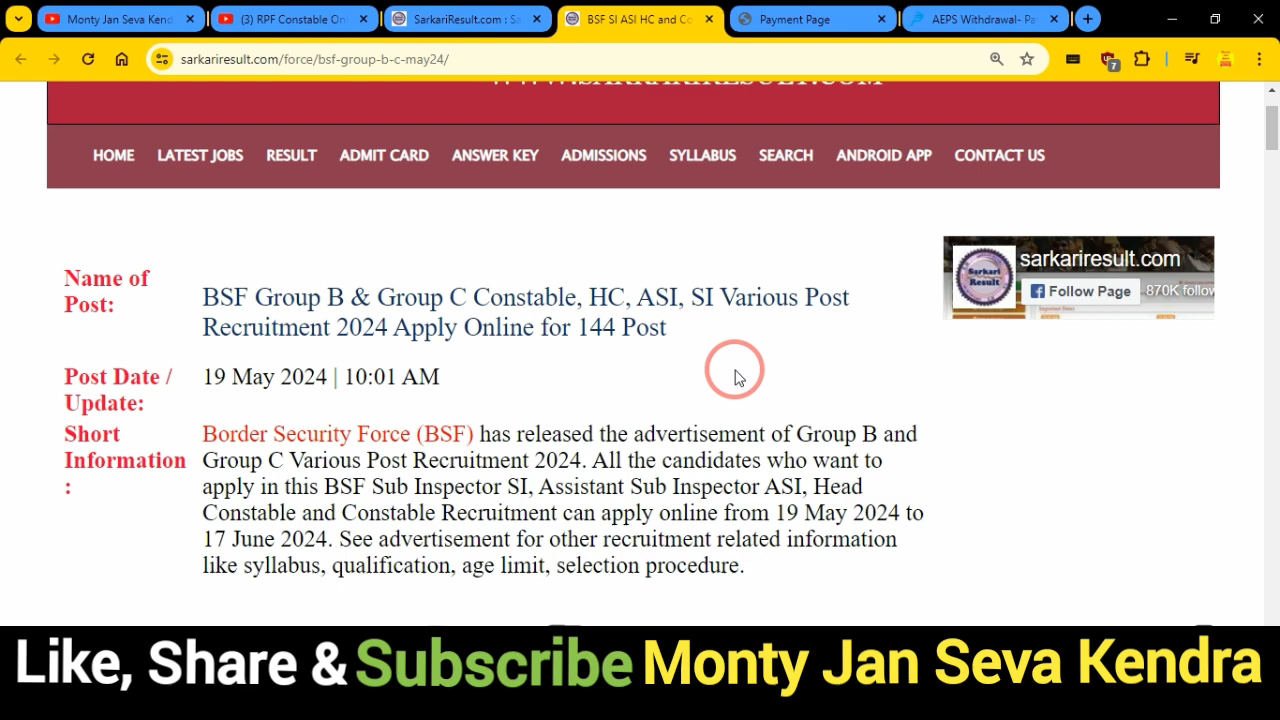 Monty Jan Seva Kend
(3) RPF Constable On
SarkariResult.com : Sa
BSF SI ASI HC and Co
Payment Page
AEPS Withdrawal- Pa
sarkariresult.com/force/bsf-group-b-c-may24/
7
WWW.SARKARIRESULT.COM
HOME LATEST JOBS RESULT ADMIT CARD ANSWER KEY ADMISSIONS SYLLABUS SEARCH ANDROID APP CONTACT US
Name of
Post:
BSF Group B & Group C Constable, HC, ASI, SI Various Post
Recruitment 2024 Apply Online for 144 Post
Sarkari
Result
sarkariresult.com
Follow Page
870K follow
Post Date /
Update:
19 May 2024 | 10:01 AM
Short
Information
:
Border Security Force (BSF) has released the advertisement of Group B and
Group C Various Post Recruitment 2024. All the candidates who want to
apply in this BSF Sub Inspector SI, Assistant Sub Inspector ASI, Head
Constable and Constable Recruitment can apply online from 19 May 2024 to
17 June 2024. See advertisement for other recruitment related information
like syllabus, qualification, age limit, selection procedure.
Like, Share & Subscribe Monty Jan Seva Kendra